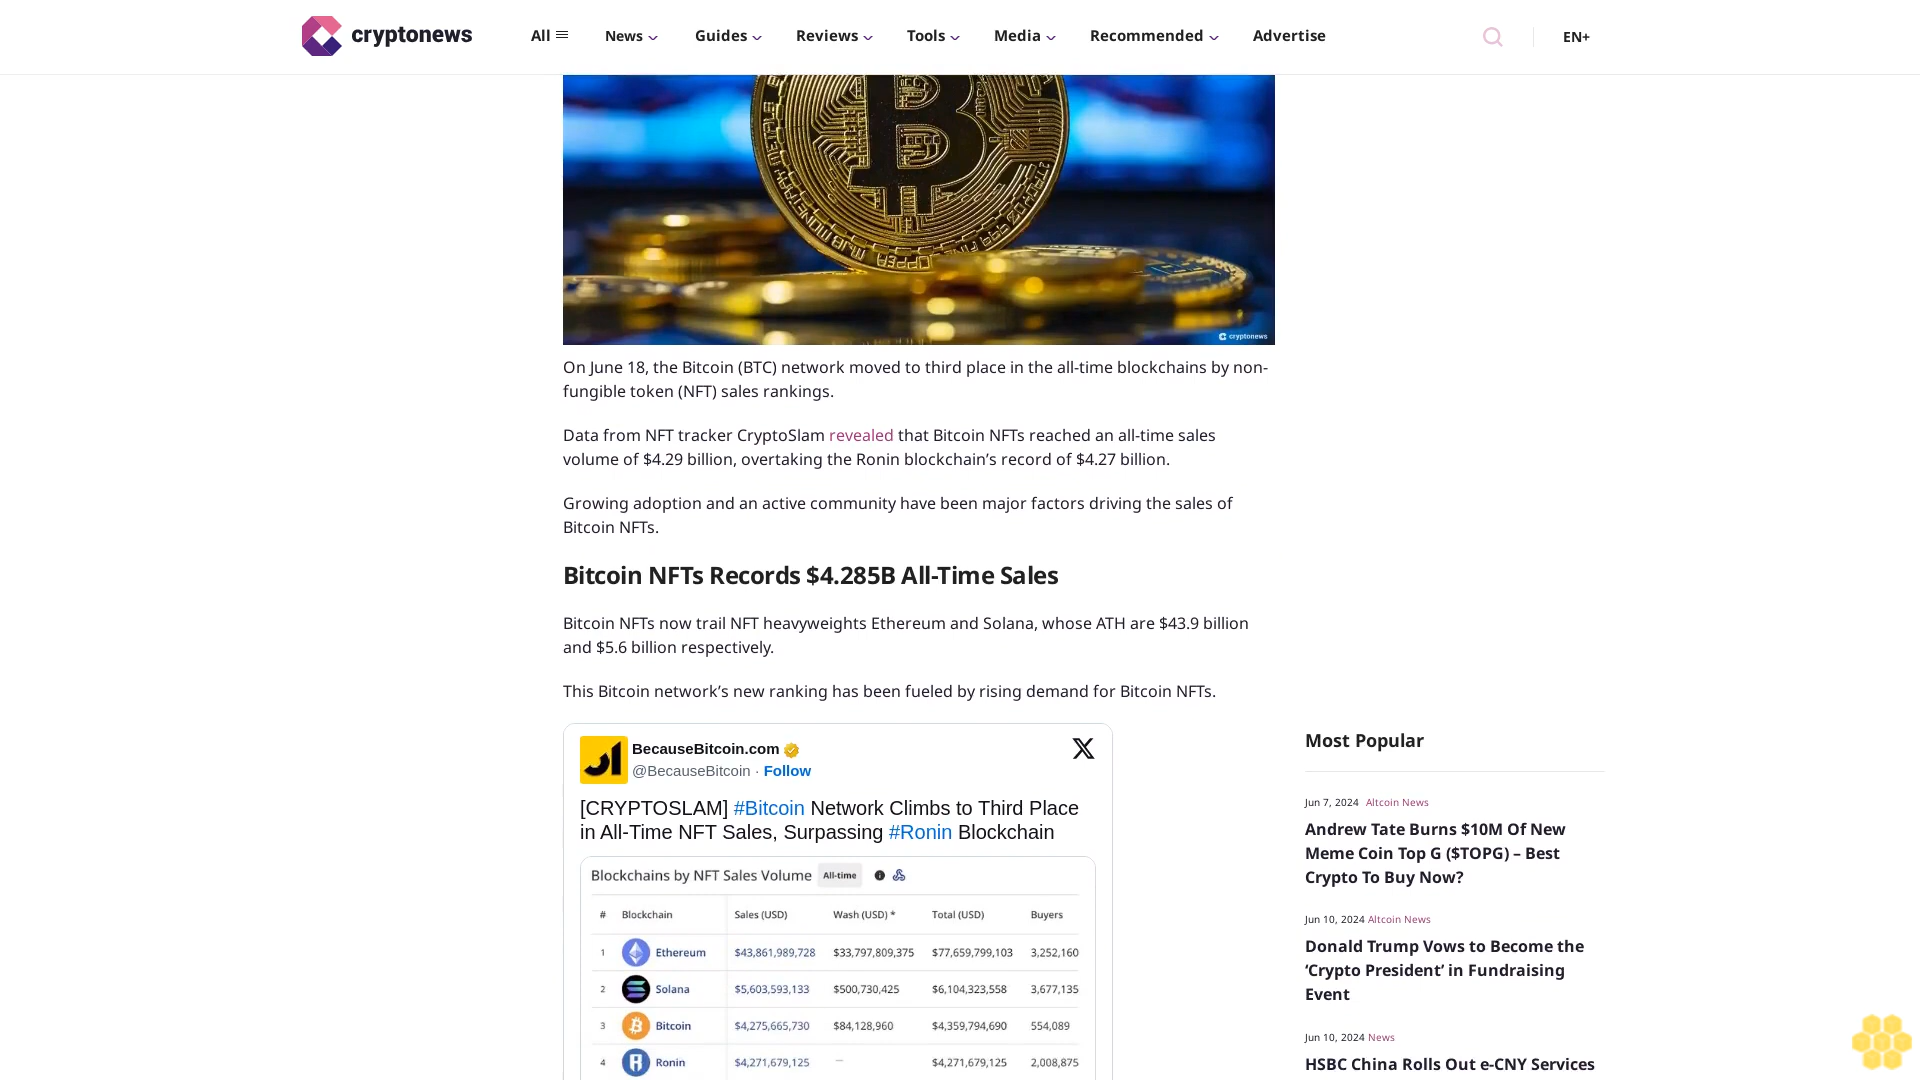 cryptonews
All
News
Guides
Reviews
Tools
Media
Recommended
Advertise
EN+
cryptonews
On June 18, the Bitcoin (BTC) network moved to third place in the all-time blockchains by non-
fungible token (NFT) sales rankings.
Data from NFT tracker CryptoSlam revealed that Bitcoin NFTs reached an all-time sales
volume of $4.29 billion, overtaking the Ronin blockchain’s record of $4.27 billion.
Growing adoption and an active community have been major factors driving the sales of
Bitcoin NFTs.
Bitcoin NFTs Records $4.285B All-Time Sales
Bitcoin NFTs now trail NFT heavyweights Ethereum and Solana, whose ATH are $43.9 billion
and $5.6 billion respectively.
This Bitcoin network’s new ranking has been fueled by rising demand for Bitcoin NFTs.
BecauseBitcoin.com
@BecauseBitcoin · Follow
[CRYPTOSLAM] #Bitcoin Network Climbs to Third Place
in All-Time NFT Sales, Surpassing #Ronin Blockchain
Blockchains by NFT Sales Volume All-time
# Blockchain Sales (USD) Wash (USD) * Total (USD) Buyers
1 Ethereum $43,861,989,728 $33,797,809,375 $77,659,799,103 3,252,160
2 Solana $5,603,593,133 $500,730,425 $6,104,323,558 3,677,135
3 Bitcoin $4,275,665,730 $84,128,960 $4,359,794,690 554,089
4 Ronin $4,271,679,125 — $4,271,679,125 2,008,875
Most Popular
Jun 7, 2024 Altcoin News
Andrew Tate Burns $10M Of New
Meme Coin Top G ($TOPG) – Best
Crypto To Buy Now?
Jun 10, 2024 Altcoin News
Donald Trump Vows to Become the
‘Crypto President’ in Fundraising
Event
Jun 10, 2024 News
HSBC China Rolls Out e-CNY Services